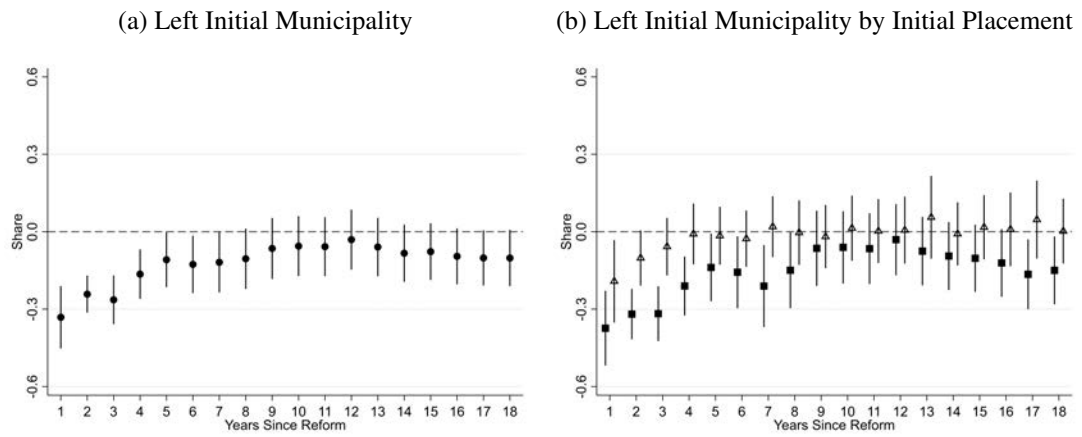 (a) Left Initial Municipality
(b) Left Initial Municipality by Initial Placement
0.6
0.3
0.0
-0.3
-0.6
Share
1 2 3 4 5 6 7 8 9 10 11 12 13 14 15 16 17 18
Years Since Reform
0.6
0.3
0.0
-0.3
-0.6
Share
1 2 3 4 5 6 7 8 9 10 11 12 13 14 15 16 17 18
Years Since Reform